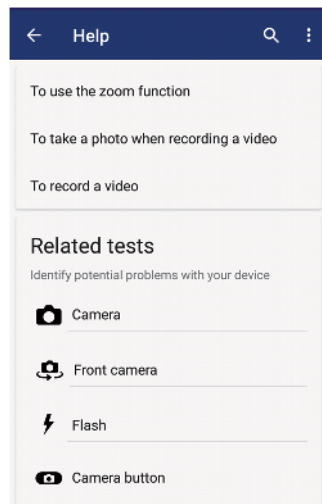 Help
To use the zoom function
To take a photo when recording a video
To record a video
Related tests
Identify potential problems with your device
Camera
Front camera
Flash
Camera button